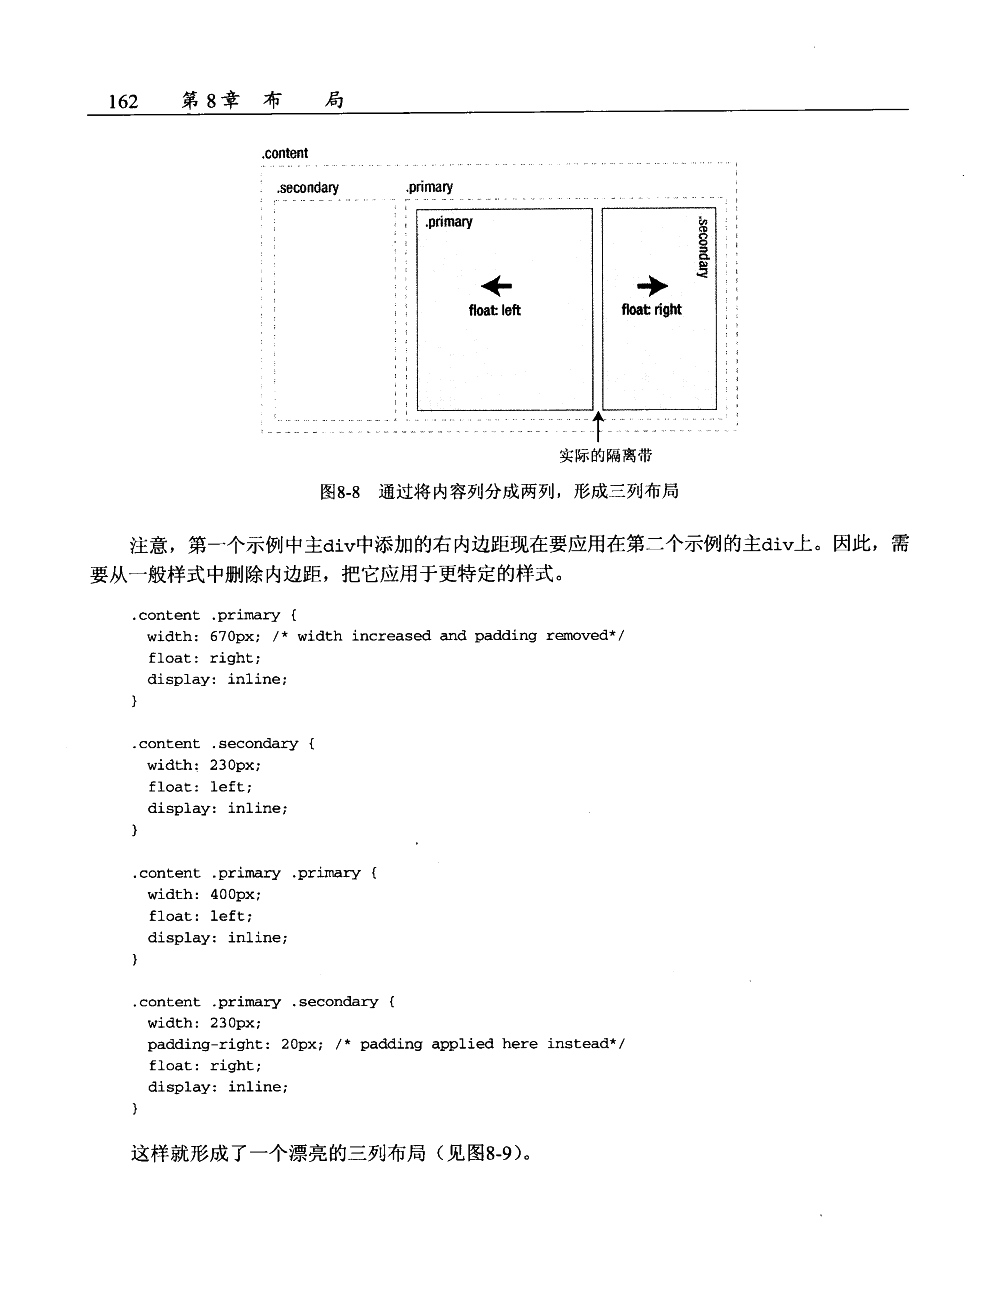 162 第8章 布 局
.content
.secondary .primary
.primary
.secondary
float: left float: right
实际的隔离带
图8-8 通过将内容列分成两列，形成三列布局
注意，第一个示例中主div中添加的右内边距现在要应用在第二个示例的主div上。因此，需
要从一般样式中删除内边距，把它应用于更特定的样式。
.content .primary {
width: 670px; /* width increased and padding removed*/
float: right;
display: inline;
}
.content .secondary {
width: 230px;
float: left;
display: inline;
}
.content .primary .primary {
width: 400px;
float: left;
display: inline;
}
.content .primary .secondary {
width: 230px;
padding-right: 20px; /* padding applied here instead*/
float: right;
display: inline;
}
这样就形成了一个漂亮的三列布局（见图8-9）。